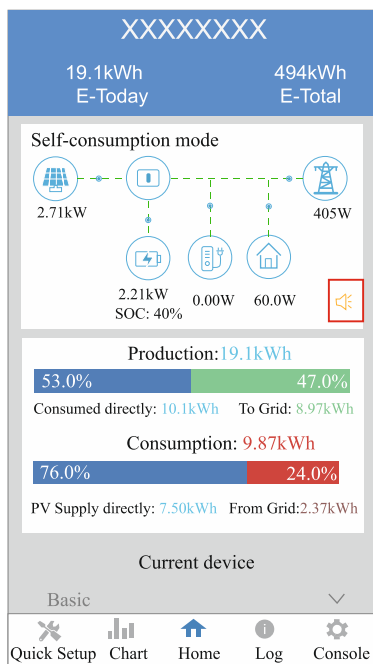 XXXXXXXX
19.1kWh 494kWh
E-Today E-Total
Self-consumption mode
2.71kW 405W
2.21kW 0.00W 60.0W
SOC: 40%
Production:19.1kWh
53.0% 47.0%
Consumed directly: 10.1kWh To Grid: 8.97kWh
Consumption: 9.87kWh
76.0% 24.0%
PV Supply directly: 7.50kWh From Grid:2.37kWh
Current device
Basic
Quick Setup Chart Home Log Console